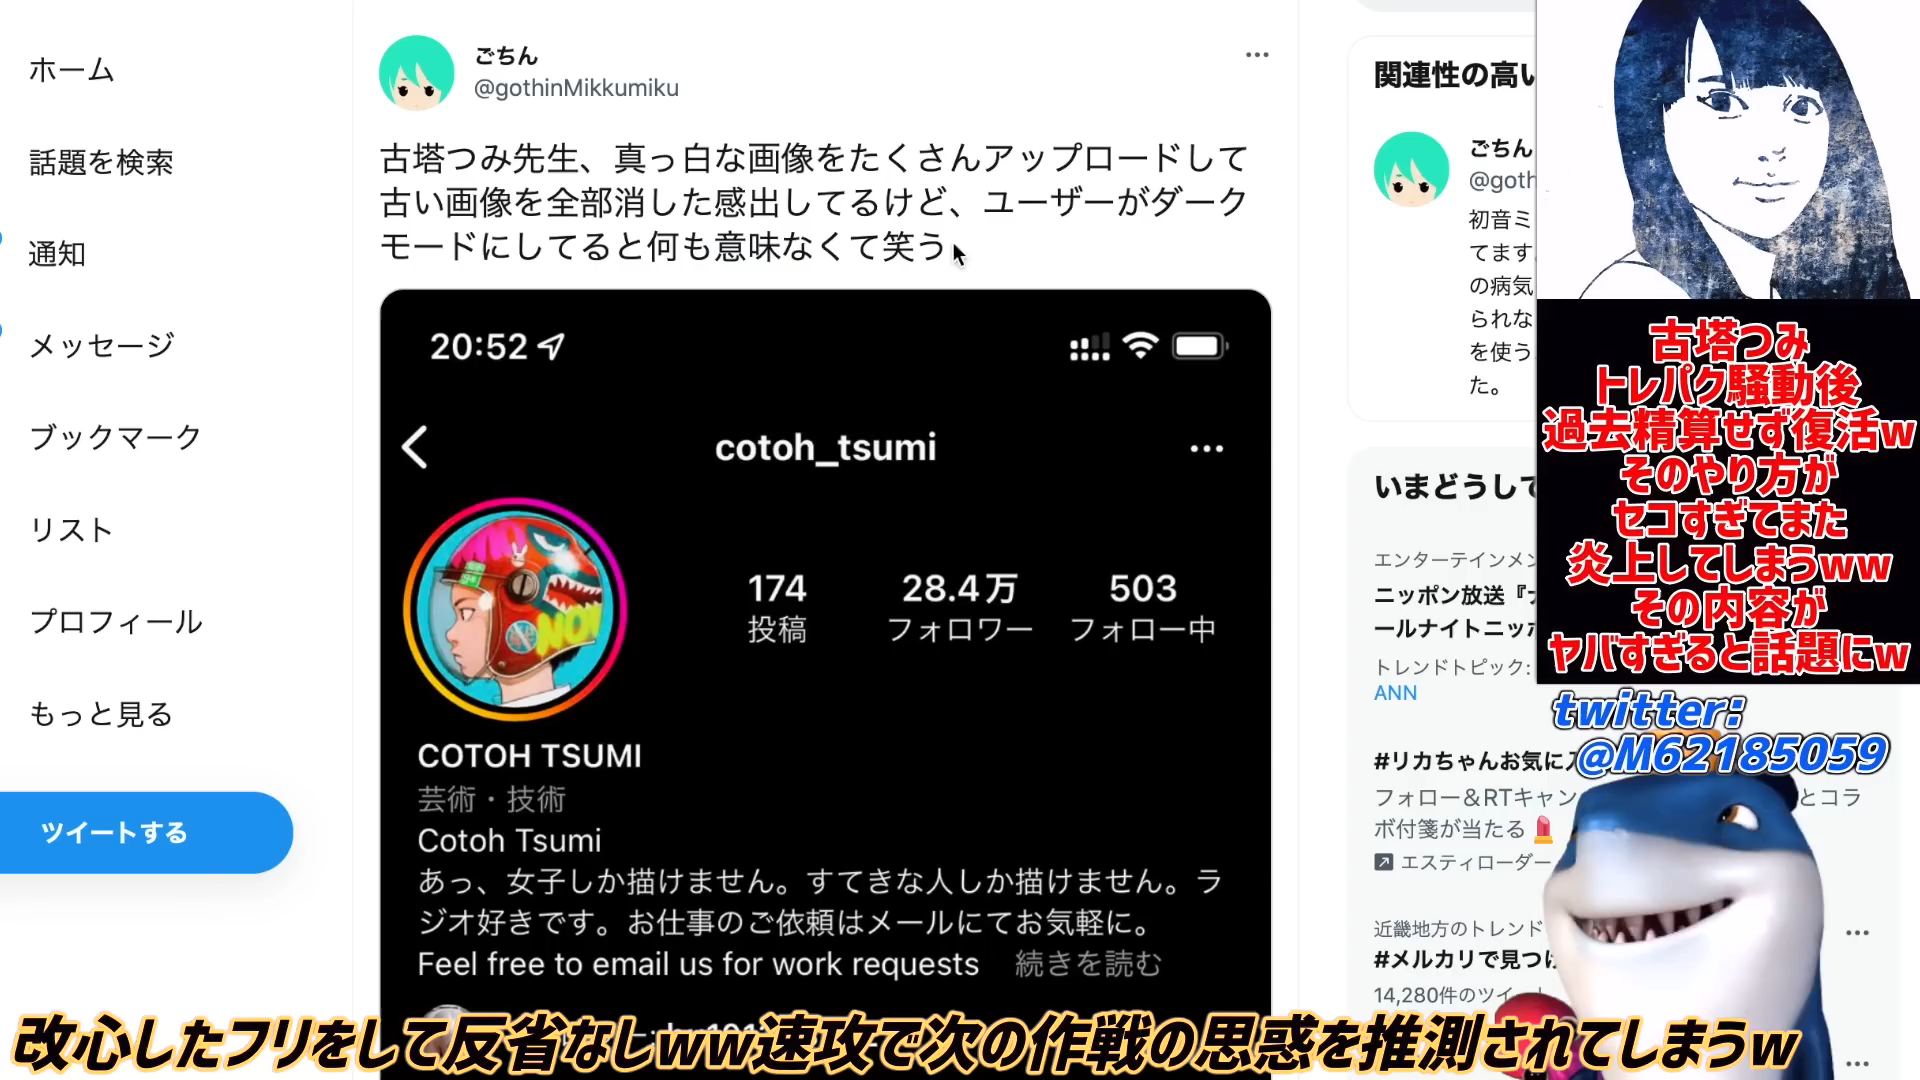 ホーム
話題を検索
通知
メッセージ
ブックマーク
リスト
プロフィール
もっと見る
ツイートする
ごちん
@gothinMikkumiku
古塔つみ先生、真っ白な画像をたくさんアップロードして
古い画像を全部消した感出してるけど、ユーザーがダーク
モードにしてると何も意味なくて笑う
20:52
cotoh_tsumi
174
投稿
28.4万
フォロワー
503
フォロー中
COTOH TSUMI
芸術・技術
Cotoh Tsumi
あっ、女子しか描けません。すてきな人しか描けません。ラ
ジオ好きです。お仕事のご依頼はメールにてお気軽に。
Feel free to email us for work requests
続きを読む
関連性の高い
ごちん
@goth
初音ミ
てます
の病気
られな
を使う
た。
いまどうして
エンターテインメン
ニッポン放送『
ールナイトニッポ
トレンドトピック:
ANN
#リカちゃんお気に入
フォロー＆RTキャン
とコラ
ボ付箋が当たる
エスティローダー
近畿地方のトレンド
#メルカリで見つけ
14,280件のツイート
古塔つみ
トレパク騒動後
過去精算せず復活w
そのやり方が
セコすぎてまた
炎上してしまうww
その内容が
ヤバすぎると話題にw
twitter:
@M62185059
改心したフリをして反省なしww速攻で次の作戦の思惑を推測されてしまうw